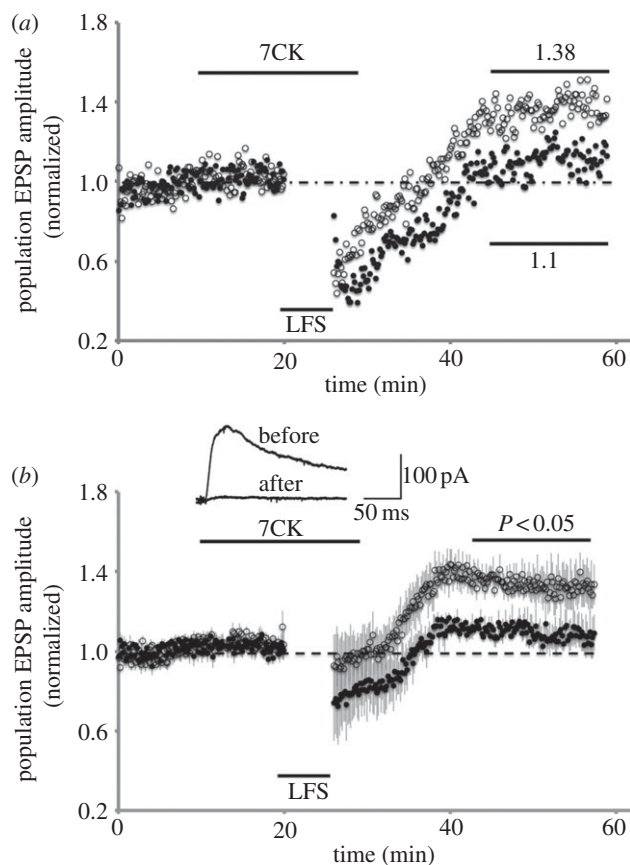 (a)
1.8
1.4
1.0
0.6
0.2
population EPSP amplitude
(normalized)
7CK
1.38
1.1
LFS
0
20
40
60
time (min)
(b)
before
after
100 pA
50 ms
1.8
1.4
1.0
0.6
0.2
population EPSP amplitude
(normalized)
7CK
P < 0.05
LFS
0
20
40
60
time (min)